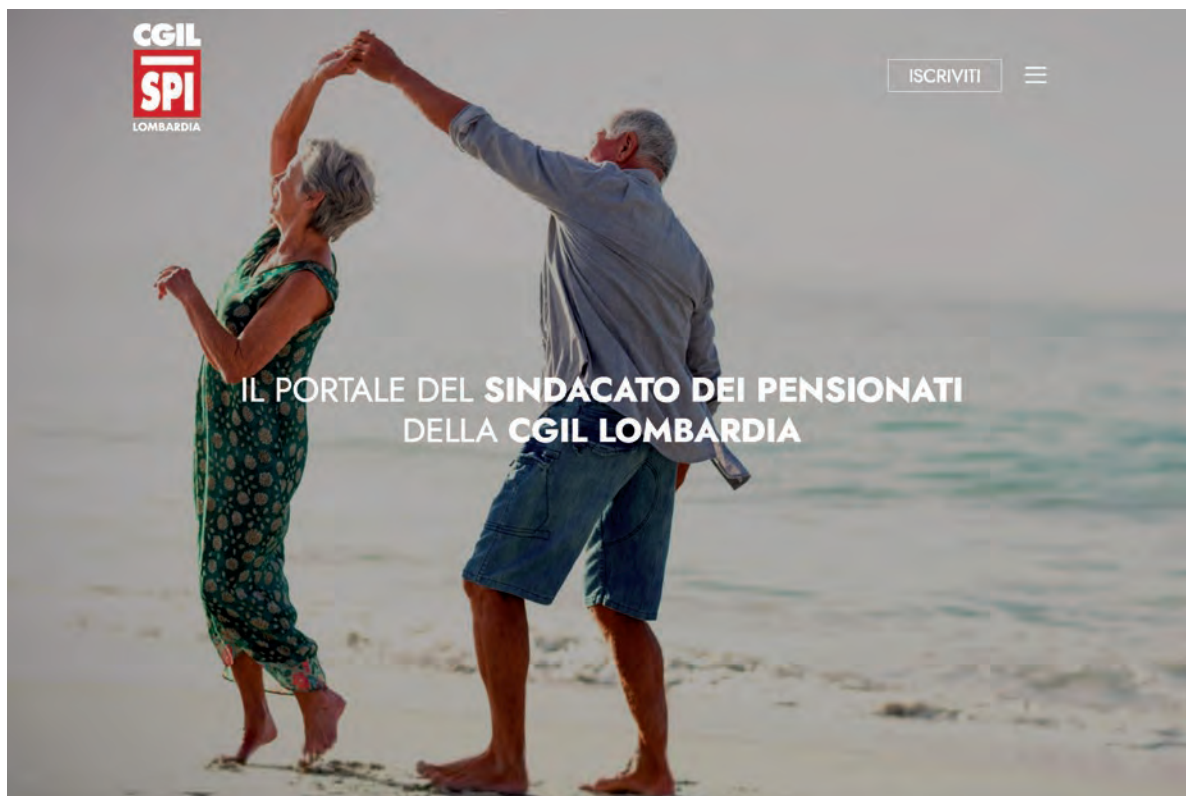 CGIL
SPI
LOMBARDIA
ISCRIVITI
IL PORTALE DEL SINDACATO DEI PENSIONATI
DELLA CGIL LOMBARDIA